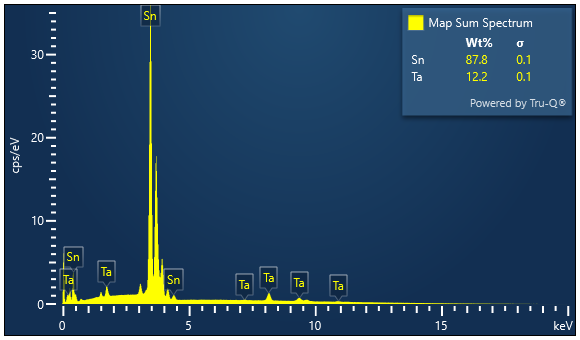 Map Sum Spectrum
Wt% σ
Sn 87.8 0.1
Ta 12.2 0.1
Powered by Tru-Q®
cps/eV
30
20
10
0
Sn
Sn
Ta
Ta
Sn
Ta
Ta
Ta
Ta
0 5 10 15 keV